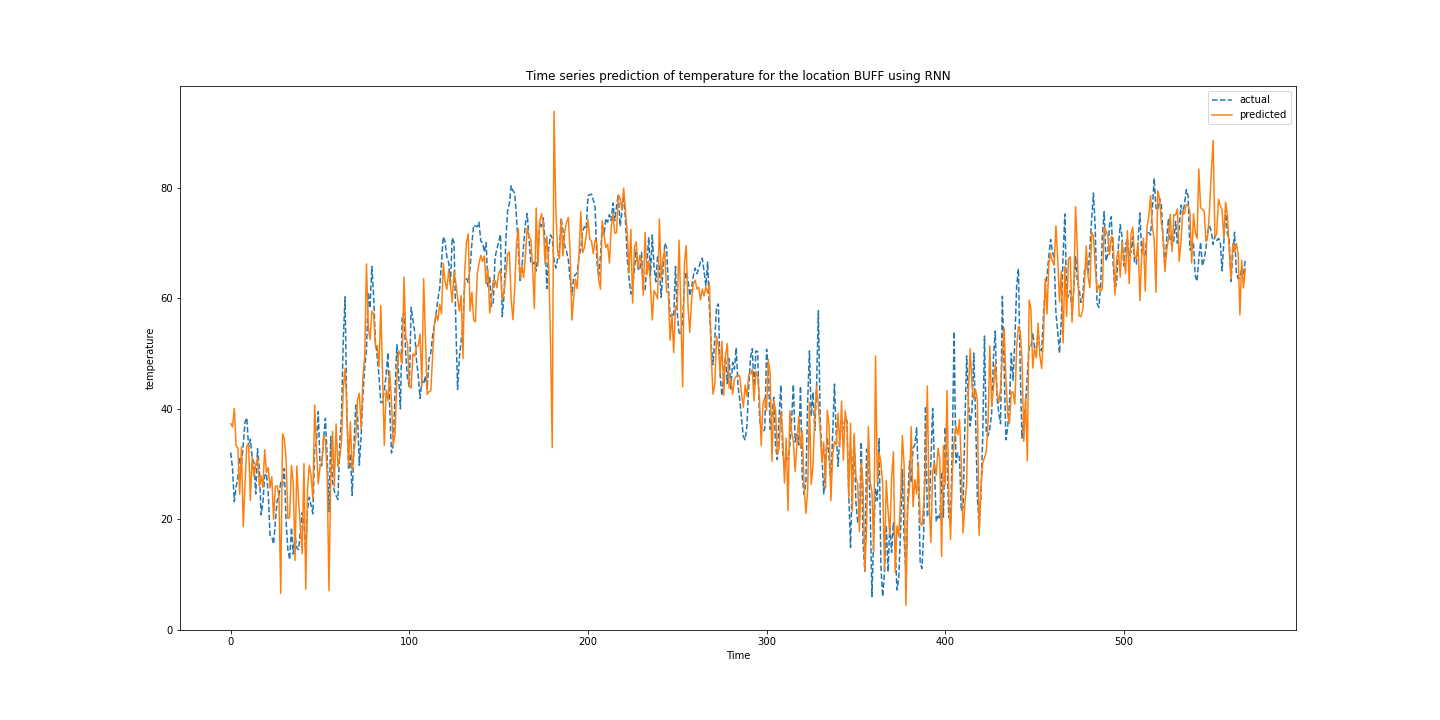 Time series prediction of temperature for the location BUFF using RNN
actual
predicted
80
60
40
20
0
temperature
0 100 200 300 400 500
Time